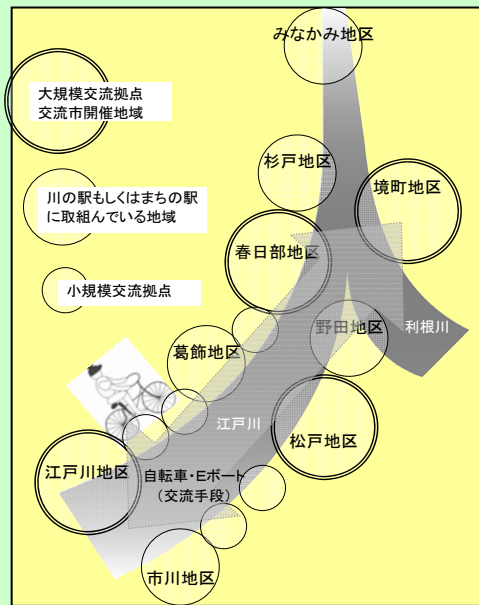 みなかみ地区
大規模交流拠点
交流市開催地域
杉戸地区
境町地区
川の駅もしくはまちの駅
に取組んでいる地域
春日部地区
小規模交流拠点
野田地区
利根川
葛飾地区
江戸川
松戸地区
江戸川地区
自転車・Eボート
（交流手段）
市川地区